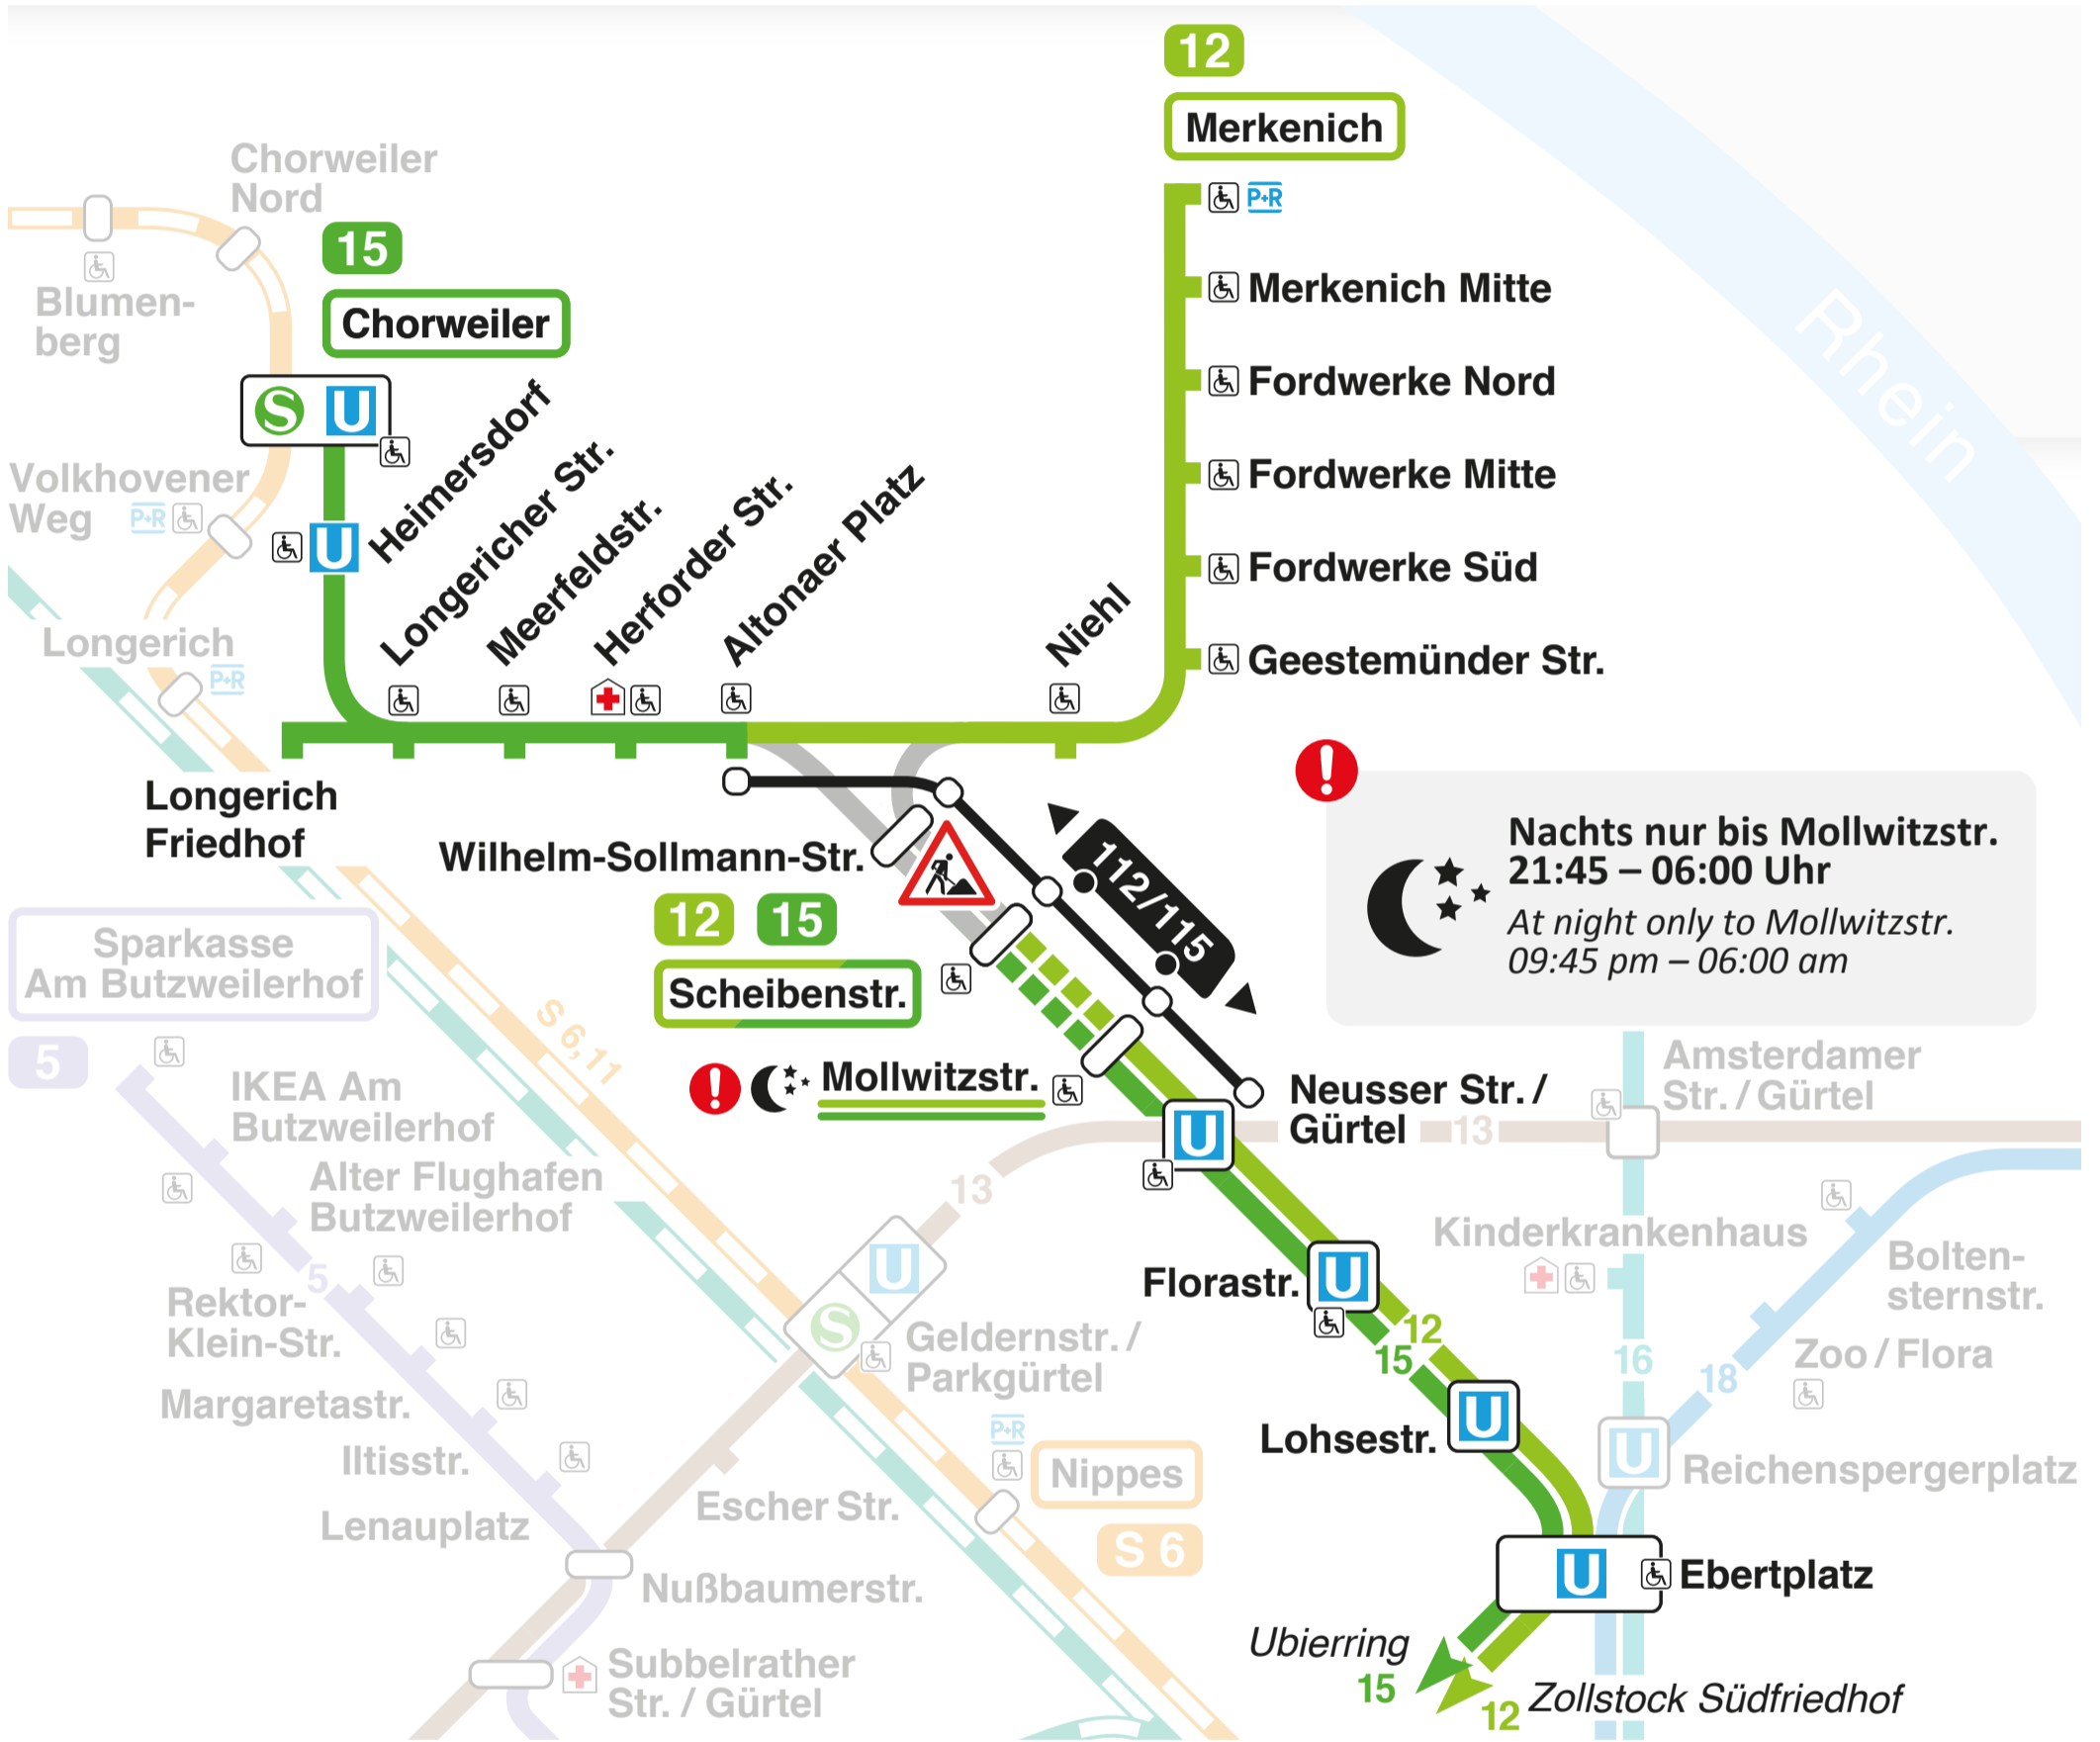 12
Merkenich
P+R
Merkenich Mitte
Fordwerke Nord
Fordwerke Mitte
Fordwerke Süd
Geestemünder Str.
Rhein
Chorweiler
Nord
15
Chorweiler
Blumen-
berg
S U
Volkhovener
Weg
P+R
U
Heimersdorf
Longericher Str.
Meerfeldstr.
Herforder Str.
Altonaer Platz
Niehl
Longerich
P+R
Longerich
Friedhof
Wilhelm-Sollmann-Str.
112/115
!
Nachts nur bis Mollwitzstr.
21:45 – 06:00 Uhr
At night only to Mollwitzstr.
09:45 pm – 06:00 am
12 15
Scheibenstr.
! Mollwitzstr.
Sparkasse
Am Butzweilerhof
5
S 6,11
IKEA Am
Butzweilerhof
Alter Flughafen
Butzweilerhof
5
Rektor-
Klein-Str.
Margaretastr.
Iltisstr.
Lenauplatz
U
Neusser Str. /
Gürtel
13
13
Amsterdamer
Str. / Gürtel
Kinderkrankenhaus
Bolten-
sternstr.
Zoo / Flora
16
18
U
Reichenspergerplatz
U
S
Geldernstr. /
Parkgürtel
P+R
Nippes
S 6
Escher Str.
Nußbaumerstr.
Subbelrather
Str. / Gürtel
Florastr.
U
12
15
Lohsestr.
U
U
Ebertplatz
Ubierring
15
12
Zollstock Südfriedhof